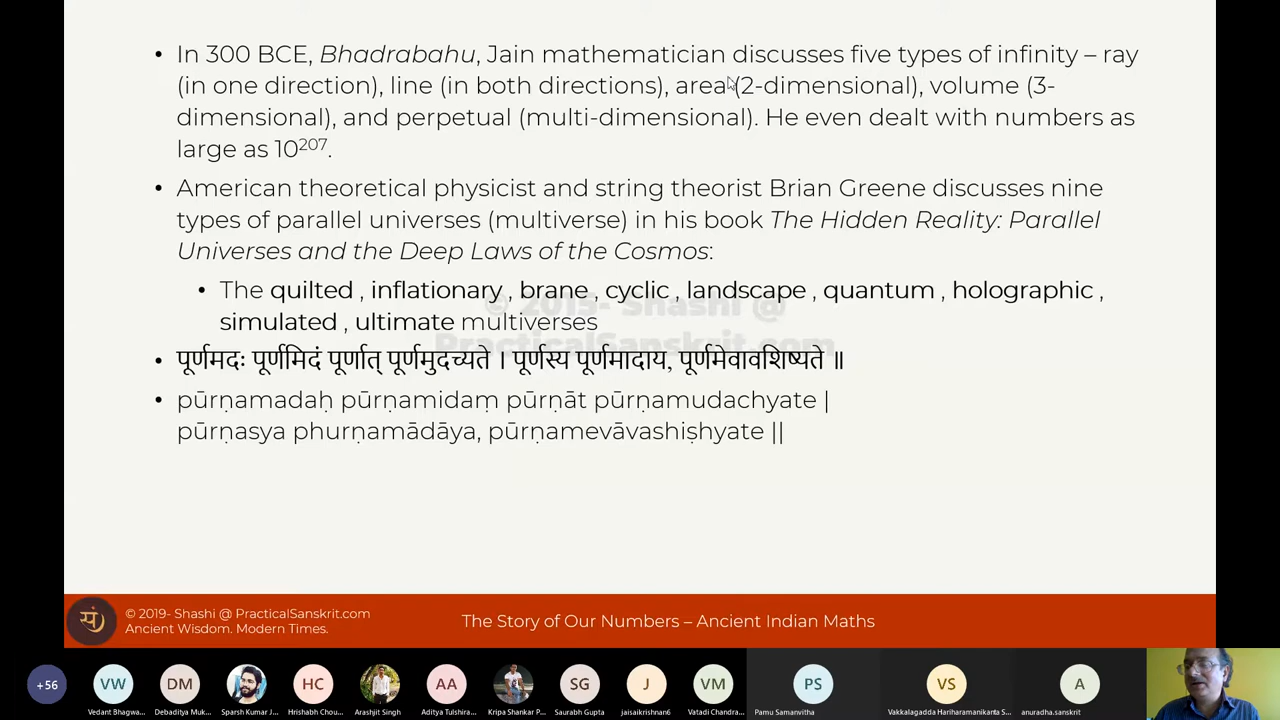 • In 300 BCE, Bhadrabahu, Jain mathematician discusses five types of infinity – ray
(in one direction), line (in both directions), area (2-dimensional), volume (3-
dimensional), and perpetual (multi-dimensional). He even dealt with numbers as
large as 10²⁰⁷.
• American theoretical physicist and string theorist Brian Greene discusses nine
types of parallel universes (multiverse) in his book The Hidden Reality: Parallel
Universes and the Deep Laws of the Cosmos:
• The quilted , inflationary , brane , cyclic , landscape , quantum , holographic ,
simulated , ultimate multiverses
© 2015- Shashi @
PracticalSanskrit.com
• पूर्णमदः पूर्णमिदं पूर्णात् पूर्णमुदच्यते । पूर्णस्य पूर्णमादाय, पूर्णमेवावशिष्यते ॥
• pūrṇamadaḥ pūrṇamidaṃ pūrṇāt pūrṇamudachyate |
pūrṇasya phurṇamādāya, pūrṇamevāvashiṣhyate ||
पं
© 2019- Shashi @ PracticalSanskrit.com
Ancient Wisdom. Modern Times.
The Story of Our Numbers – Ancient Indian Maths
+56 VW DM HC AA SG J VM PS VS A
Vedant Bhagwa... Debaditya Muk... Sparsh Kumar J... Hrishabh Chou... Arashjit Singh Aditya Tulshira... Kripa Shankar P... Saurabh Gupta jaisaikrishnan6 Vatadi Chandra... Pamu Samanvitha Vakkalagadda Hariharamanikanta S... anuradha.sanskrit